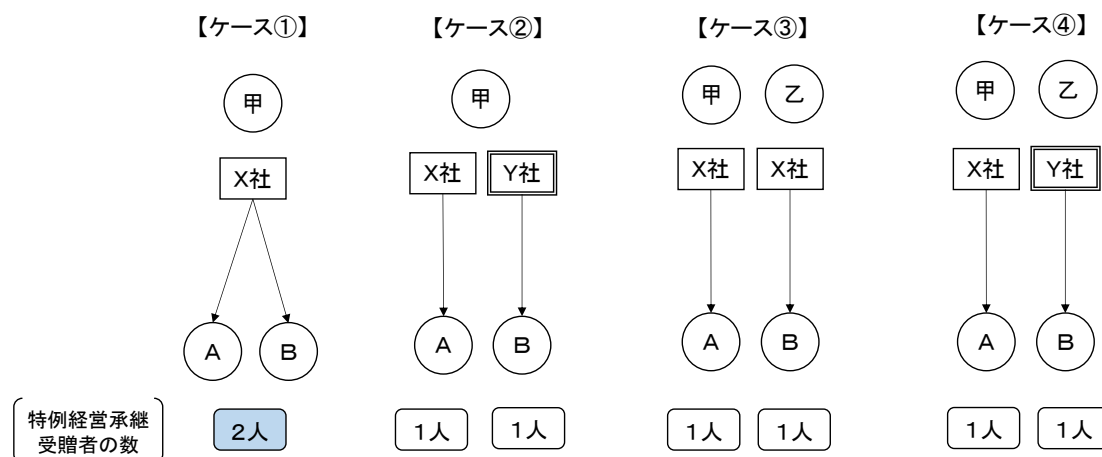 【ケース①】 【ケース②】 【ケース③】 【ケース④】
甲 甲 甲 乙 甲 乙
X社 X社 Y社 X社 X社 X社 Y社
A B A B A B A B
特例経営承継
受贈者の数
2人 1人 1人 1人 1人 1人 1人